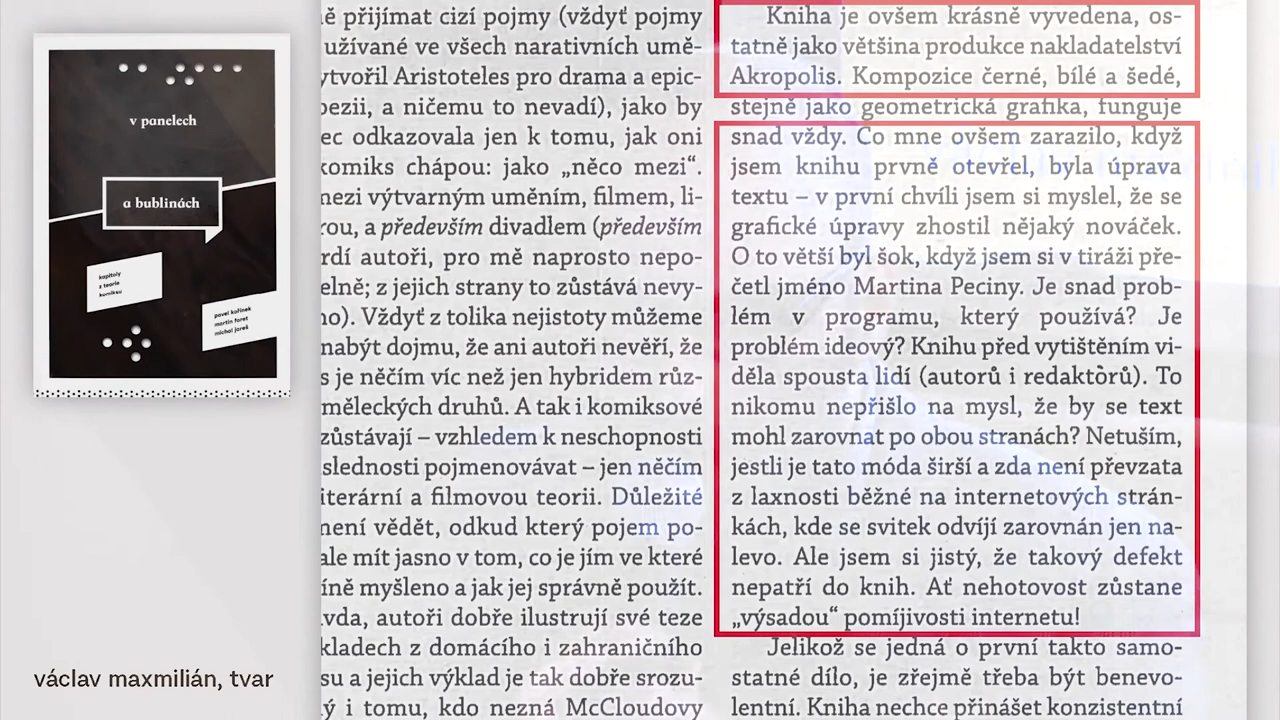 v panelech
a bublinách
kapitoly
z teorie
komiksu
pavel kořínek
martin foret
michal jareš
václav maxmilián, tvar
ě přijímat cizí pojmy (vždyť pojmy
užívané ve všech narativních umě-
ytvořil Aristoteles pro drama a epic-
oezii, a ničemu to nevadí), jako by
ec odkazovala jen k tomu, jak oni
komiks chápou: jako „něco mezi“.
mezi výtvarným uměním, filmem, li-
rou, a především divadlem (především
rdí autoři, pro mě naprosto nepo-
elně; z jejich strany to zůstává nevy-
no). Vždyť z tolika nejistoty můžeme
nabýt dojmu, že ani autoři nevěří, že
s je něčím víc než jen hybridem růz-
měleckých druhů. A tak i komiksové
zůstávají – vzhledem k neschopnosti
slednosti pojmenovávat – jen něčím
iterární a filmovou teorii. Důležité
není vědět, odkud který pojem po-
ale mít jasno v tom, co je jím ve které
íně myšleno a jak jej správně použít.
vda, autoři dobře ilustrují své teze
kladech z domácího i zahraničního
su a jejich výklad je tak dobře srozu-
ý i tomu, kdo nezná McCloudovy
Kniha je ovšem krásně vyvedena, os-
tatně jako většina produkce nakladatelství
Akropolis. Kompozice černé, bílé a šedé,
stejně jako geometrická grafika, funguje
snad vždy. Co mne ovšem zarazilo, když
jsem knihu prvně otevřel, byla úprava
textu – v první chvíli jsem si myslel, že se
grafické úpravy zhostil nějaký nováček.
O to větší byl šok, když jsem si v tiráži pře-
četl jméno Martina Peciny. Je snad prob-
lém v programu, který používá? Je
problém ideový? Knihu před vytištěním vi-
děla spousta lidí (autorů i redaktorů). To
nikomu nepřišlo na mysl, že by se text
mohl zarovnat po obou stranách? Netuším,
jestli je tato móda širší a zda není převzata
z laxnosti běžné na internetových strán-
kách, kde se svitek odvíjí zarovnán jen na-
levo. Ale jsem si jistý, že takový defekt
nepatří do knih. Ať nehotovost zůstane
„výsadou“ pomíjivosti internetu!
Jelikož se jedná o první takto samo-
statné dílo, je zřejmě třeba být benevo-
lentní. Kniha nechce přinášet konzistentní